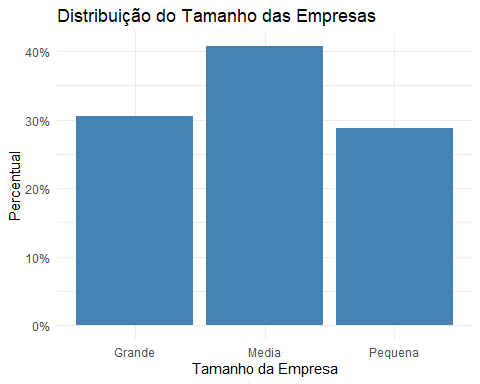 Distribuição do Tamanho das Empresas
Percentual
40%
30%
20%
10%
0%
Grande Media Pequena
Tamanho da Empresa